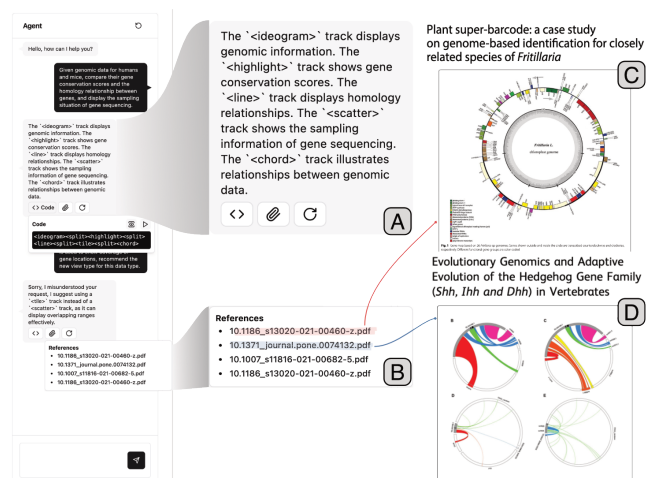 Agent
Hello, how can I help you?
Given genomic data for humans
and mice, compare their gene
conservation scores and the
homology relationship between
genes, and display the sampling
situation of gene sequencing.
The `<ideogram>` track displays
genomic information. The
`<highlight>` track shows gene
conservation scores. The
`<line>` track displays homology
relationships. The `<scatter>`
track shows the sampling
information of gene sequencing.
The `<chord>` track illustrates
relationships between genomic
data.
<> Code
Code
<ideogram><split><highlight><split>
<line><split><tile><split><chord>
gene locations, recommend the
new view type for this data type.
Sorry, I misunderstood your
request, I suggest using a
`<tile>` track instead of a
`<scatter>` track, as it can
display overlapping ranges
effectively.
<>
References
• 10.1186_s13020-021-00460-z.pdf
• 10.1371_journal.pone.0074132.pdf
• 10.1007_s11816-021-00682-5.pdf
• 10.1186_s13020-021-00460-z.pdf
The `<ideogram>` track displays
genomic information. The
`<highlight>` track shows gene
conservation scores. The
`<line>` track displays homology
relationships. The `<scatter>`
track shows the sampling
information of gene sequencing.
The `<chord>` track illustrates
relationships between genomic
data.
<>
A
References
• 10.1186_s13020-021-00460-z.pdf
• 10.1371_journal.pone.0074132.pdf
• 10.1007_s11816-021-00682-5.pdf
• 10.1186_s13020-021-00460-z.pdf
B
Plant super-barcode: a case study
on genome-based identification for closely
related species of Fritillaria
C
Fritillaria L.
chloroplast genome
Evolutionary Genomics and Adaptive
Evolution of the Hedgehog Gene Family
(Shh, Ihh and Dhh) in Vertebrates
D
B
C
D
E